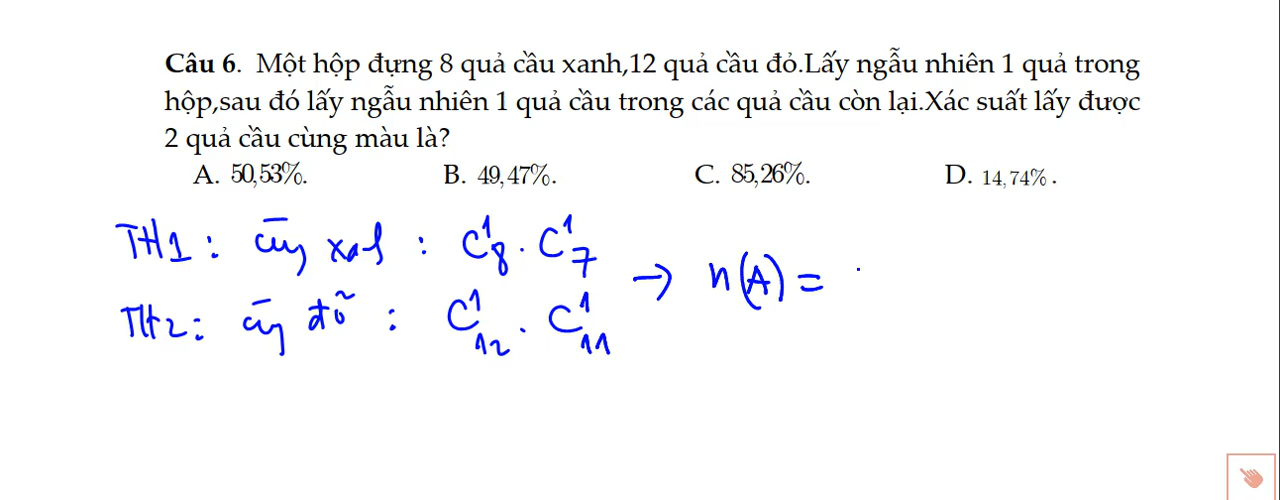 Câu 6. Một hộp đựng 8 quả cầu xanh,12 quả cầu đỏ.Lấy ngẫu nhiên 1 quả trong
hộp,sau đó lấy ngẫu nhiên 1 quả cầu trong các quả cầu còn lại.Xác suất lấy được
2 quả cầu cùng màu là?
A. 50,53%. B. 49,47%. C. 85,26%. D. 14,74% .
TH1 : xanh : C¹₈ . C¹₇
→ n(A) =
TH2 : đỏ : C¹₁₂ . C¹₁₁